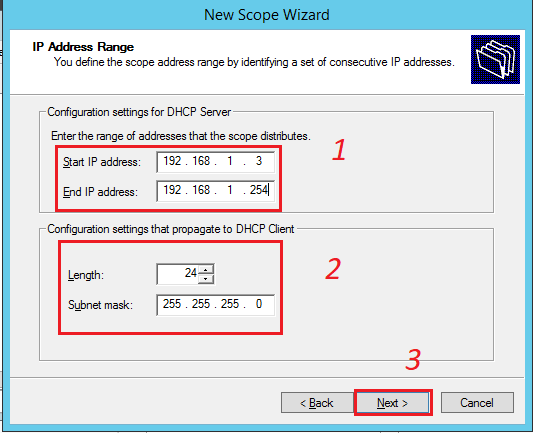 New Scope Wizard
IP Address Range
You define the scope address range by identifying a set of consecutive IP addresses.
Configuration settings for DHCP Server
Enter the range of addresses that the scope distributes.
1
Start IP address: 192 . 168 . 1 . 3
End IP address: 192 . 168 . 1 . 254
Configuration settings that propagate to DHCP Client
2
Length: 24
Subnet mask: 255 . 255 . 255 . 0
3
< Back Next > Cancel